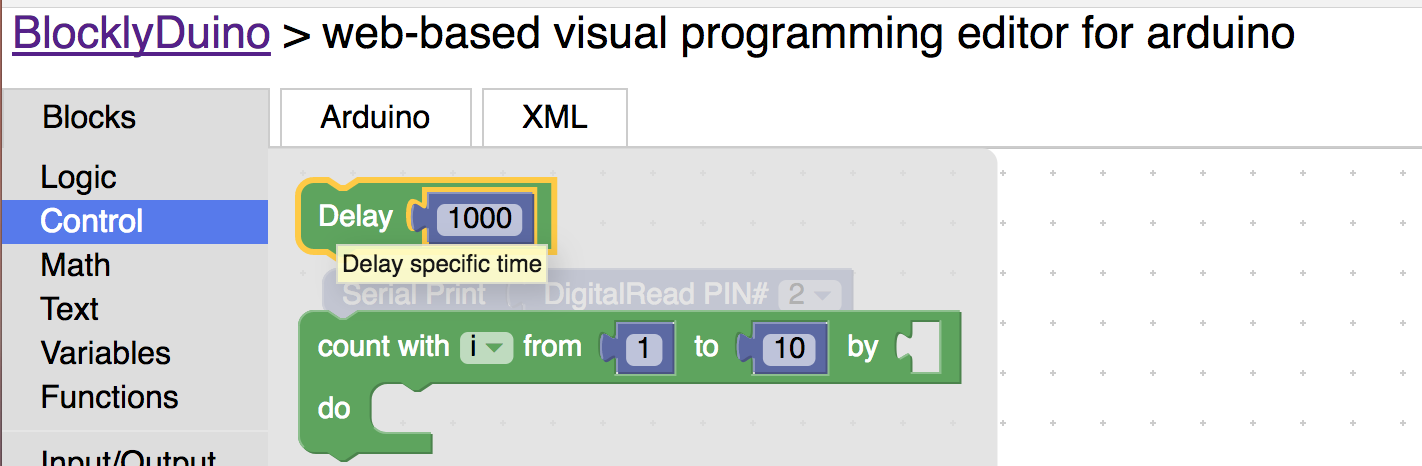 BlocklyDuino > web-based visual programming editor for arduino
Blocks
Arduino
XML
Logic
Control
Math
Text
Variables
Functions
Input/Output
Delay 1000
Delay specific time
Serial Print DigitalRead PIN# 2
count with i from 1 to 10 by
do